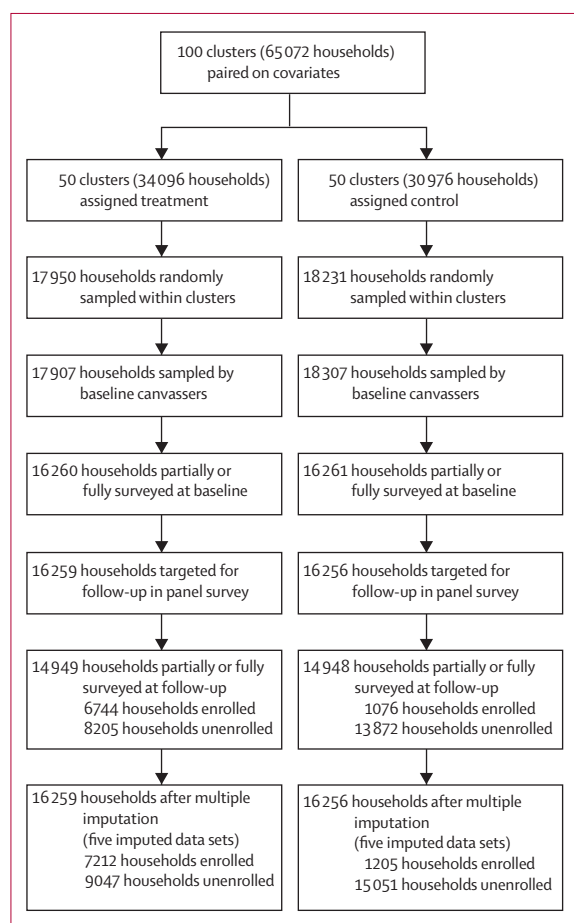 100 clusters (65 072 households)
paired on covariates
50 clusters (34 096 households)
assigned treatment
50 clusters (30 976 households)
assigned control
17 950 households randomly
sampled within clusters
18 231 households randomly
sampled within clusters
17 907 households sampled by
baseline canvassers
18 307 households sampled by
baseline canvassers
16 260 households partially or
fully surveyed at baseline
16 261 households partially or
fully surveyed at baseline
16 259 households targeted for
follow-up in panel survey
16 256 households targeted for
follow-up in panel survey
14 949 households partially or fully
surveyed at follow-up
6744 households enrolled
8205 households unenrolled
14 948 households partially or fully
surveyed at follow-up
1076 households enrolled
13 872 households unenrolled
16 259 households after multiple
imputation
(five imputed data sets)
7212 households enrolled
9047 households unenrolled
16 256 households after multiple
imputation
(five imputed data sets)
1205 households enrolled
15 051 households unenrolled